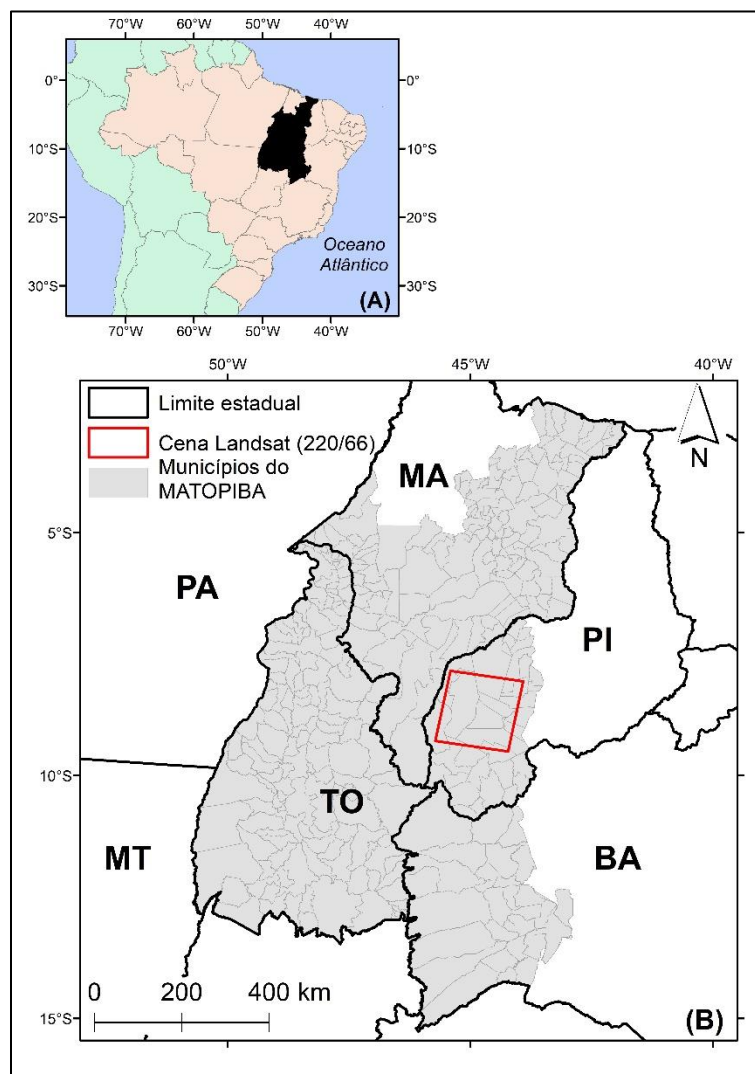 70°W 60°W 50°W 40°W
0° 0°
10°S 10°S
20°S 20°S
30°S 30°S
Oceano
Atlântico
(A)
70°W 60°W 50°W 40°W
50°W 45°W 40°W
Limite estadual
Cena Landsat (220/66)
Municípios do
MATOPIBA
N
MA
5°S
PA
PI
10°S
TO
MT
BA
0 200 400 km
15°S
(B)